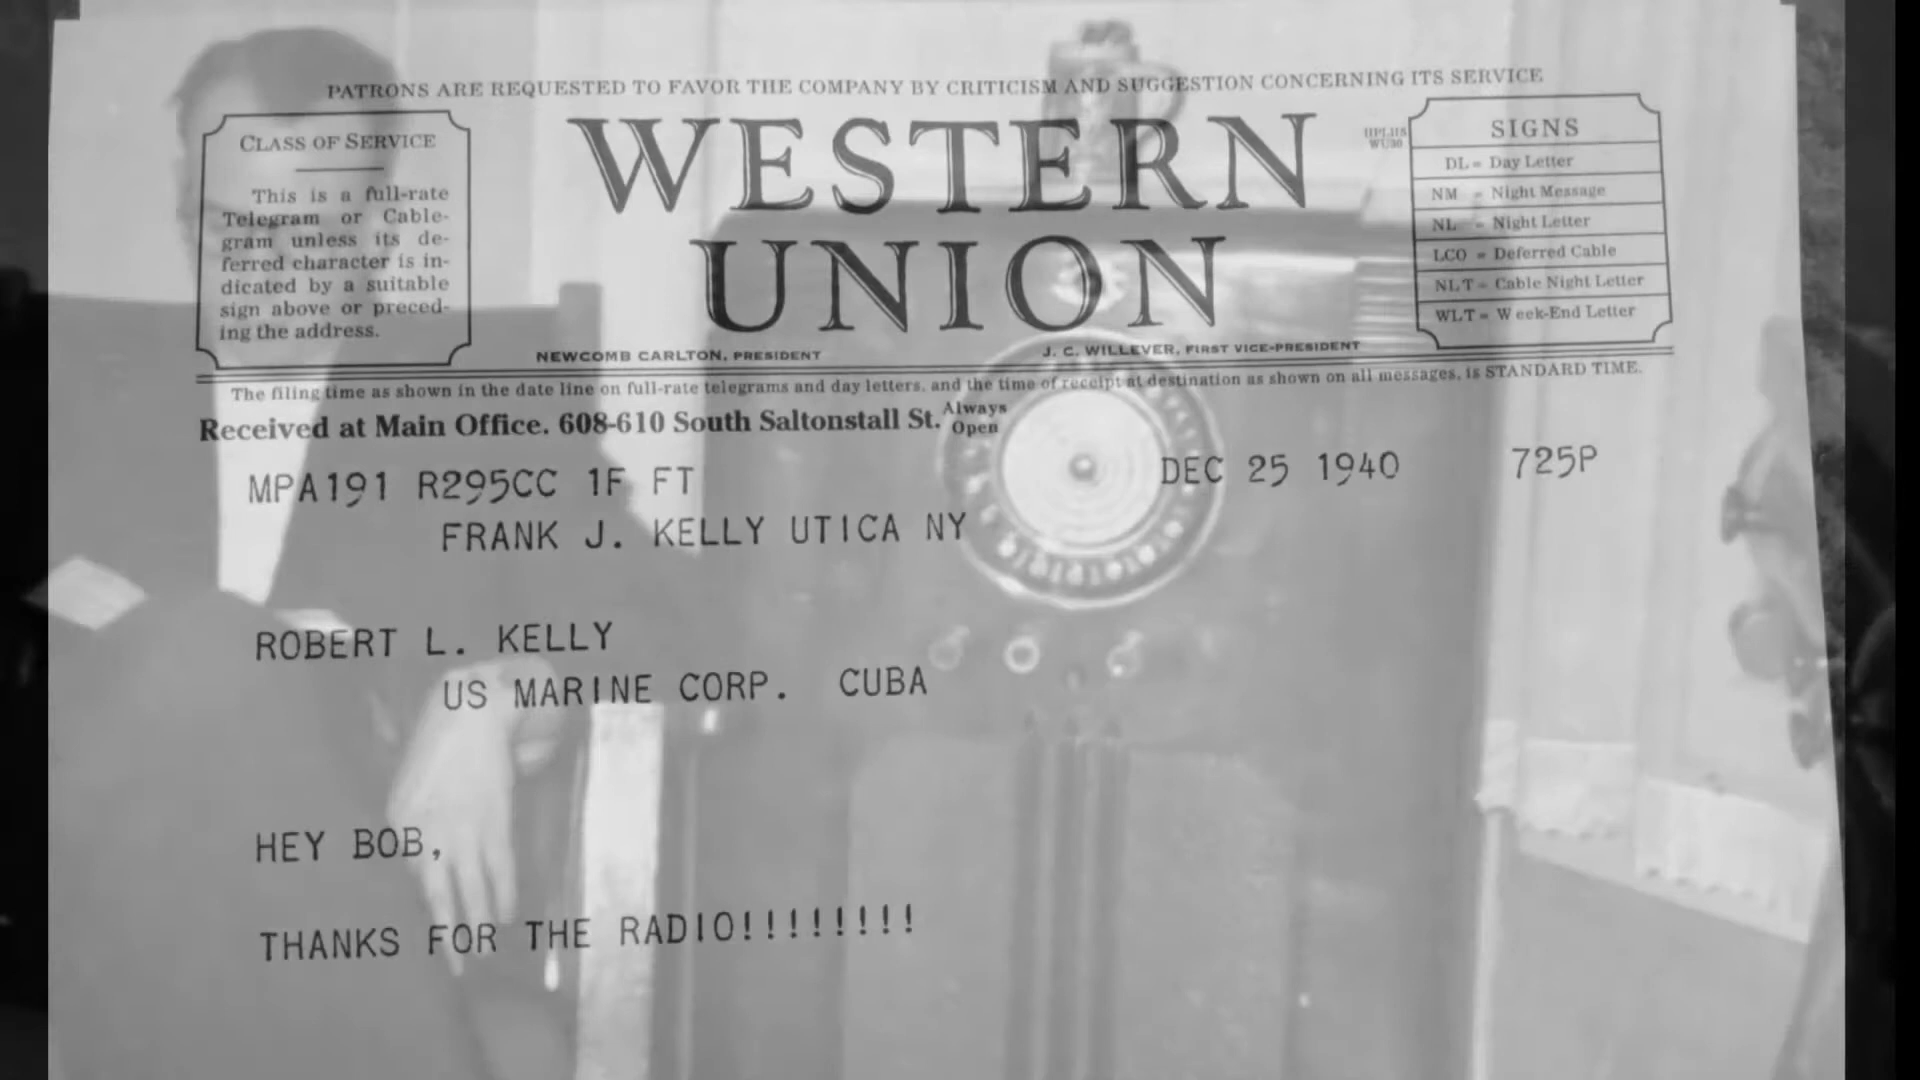 PATRONS ARE REQUESTED TO FAVOR THE COMPANY BY CRITICISM AND SUGGESTION CONCERNING ITS SERVICE
CLASS OF SERVICE
This is a full-rate
Telegram or Cable-
gram unless its de-
ferred character is in-
dicated by a suitable
sign above or preced-
ing the address.
WESTERN
UNION
NEWCOMB CARLTON, PRESIDENT
J. C. WILLEVER, FIRST VICE-PRESIDENT
SIGNS
DL = Day Letter
NM = Night Message
NL = Night Letter
LCO = Deferred Cable
NLT = Cable Night Letter
WLT = Week-End Letter
The filing time as shown in the date line on full-rate telegrams and day letters, and the time of receipt at destination as shown on all messages, is STANDARD TIME.
Received at Main Office. 608-610 South Saltonstall St. Always Open
MPA191 R295CC 1F FT DEC 25 1940 725P
FRANK J. KELLY UTICA NY
ROBERT L. KELLY
US MARINE CORP. CUBA
HEY BOB,
THANKS FOR THE RADIO!!!!!!!!!